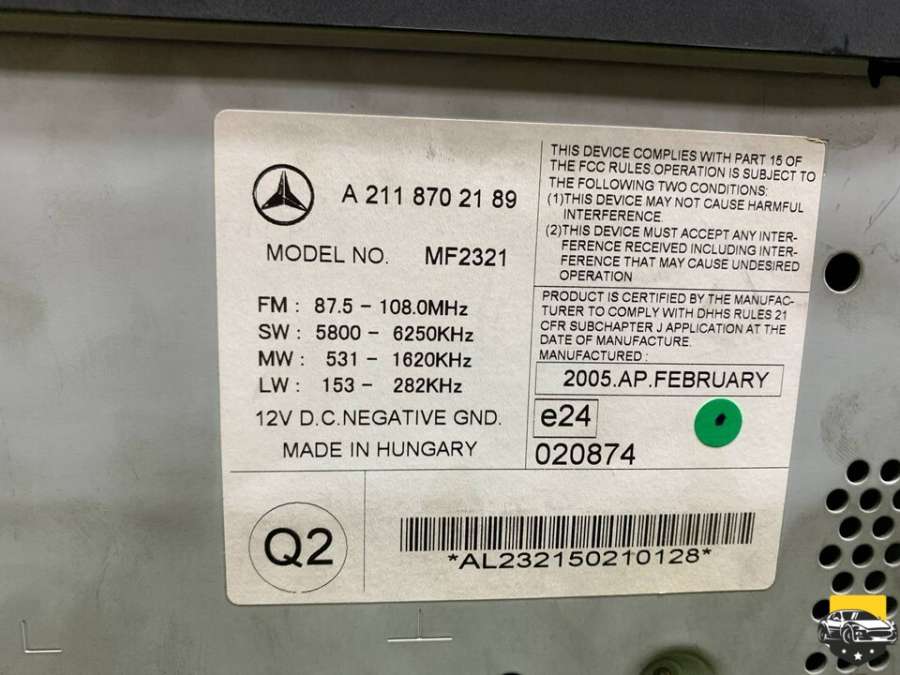 A 211 870 21 89
MODEL NO. MF2321
FM : 87.5 - 108.0MHz
SW : 5800 - 6250KHz
MW : 531 - 1620KHz
LW : 153 - 282KHz
12V D.C.NEGATIVE GND.
MADE IN HUNGARY
THIS DEVICE COMPLIES WITH PART 15 OF
THE FCC RULES.OPERATION IS SUBJECT TO
THE FOLLOWING TWO CONDITIONS:
(1)THIS DEVICE MAY NOT CAUSE HARMFUL
INTERFERENCE.
(2)THIS DEVICE MUST ACCEPT ANY INTER-
FERENCE RECEIVED INCLUDING INTER-
FERENCE THAT MAY CAUSE UNDESIRED
OPERATION
PRODUCT IS CERTIFIED BY THE MANUFAC-
TURER TO COMPLY WITH DHHS RULES 21
CFR SUBCHAPTER J APPLICATION AT THE
DATE OF MANUFACTURE.
MANUFACTURED :
2005.AP.FEBRUARY
e24
020874
Q2
*AL232150210128*